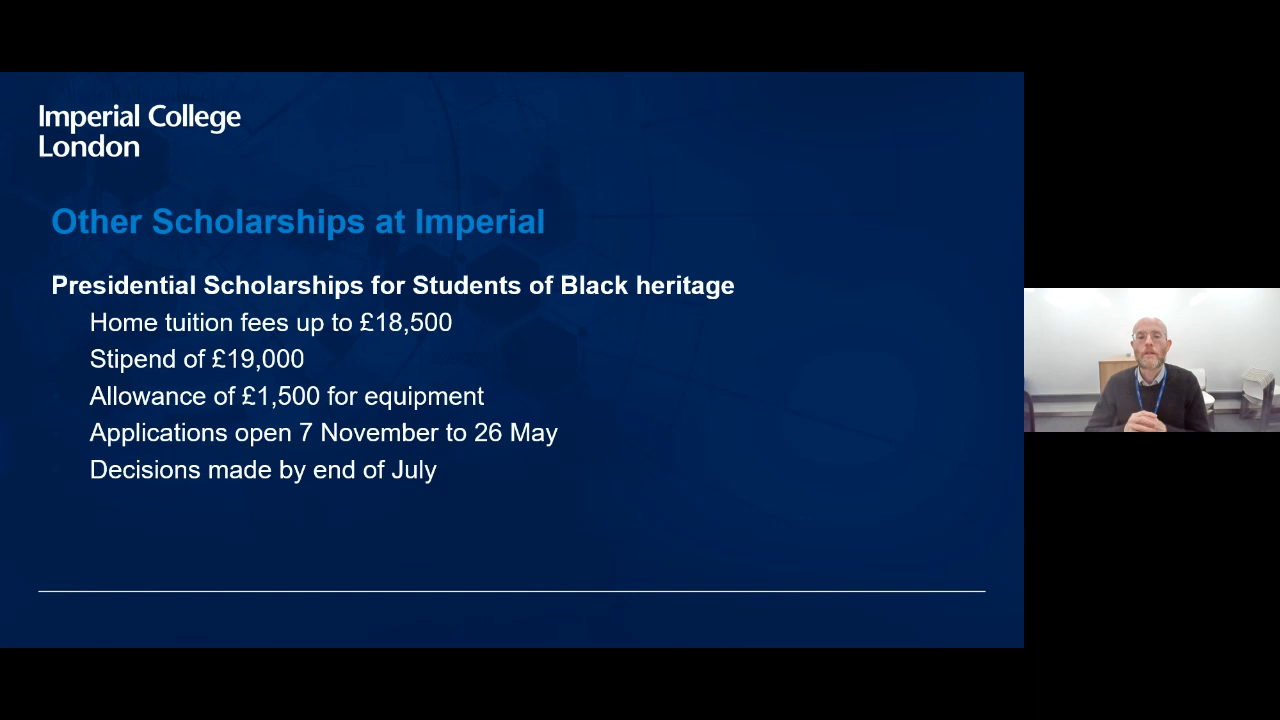 Imperial College
London
Other Scholarships at Imperial
Presidential Scholarships for Students of Black heritage
Home tuition fees up to £18,500
Stipend of £19,000
Allowance of £1,500 for equipment
Applications open 7 November to 26 May
Decisions made by end of July